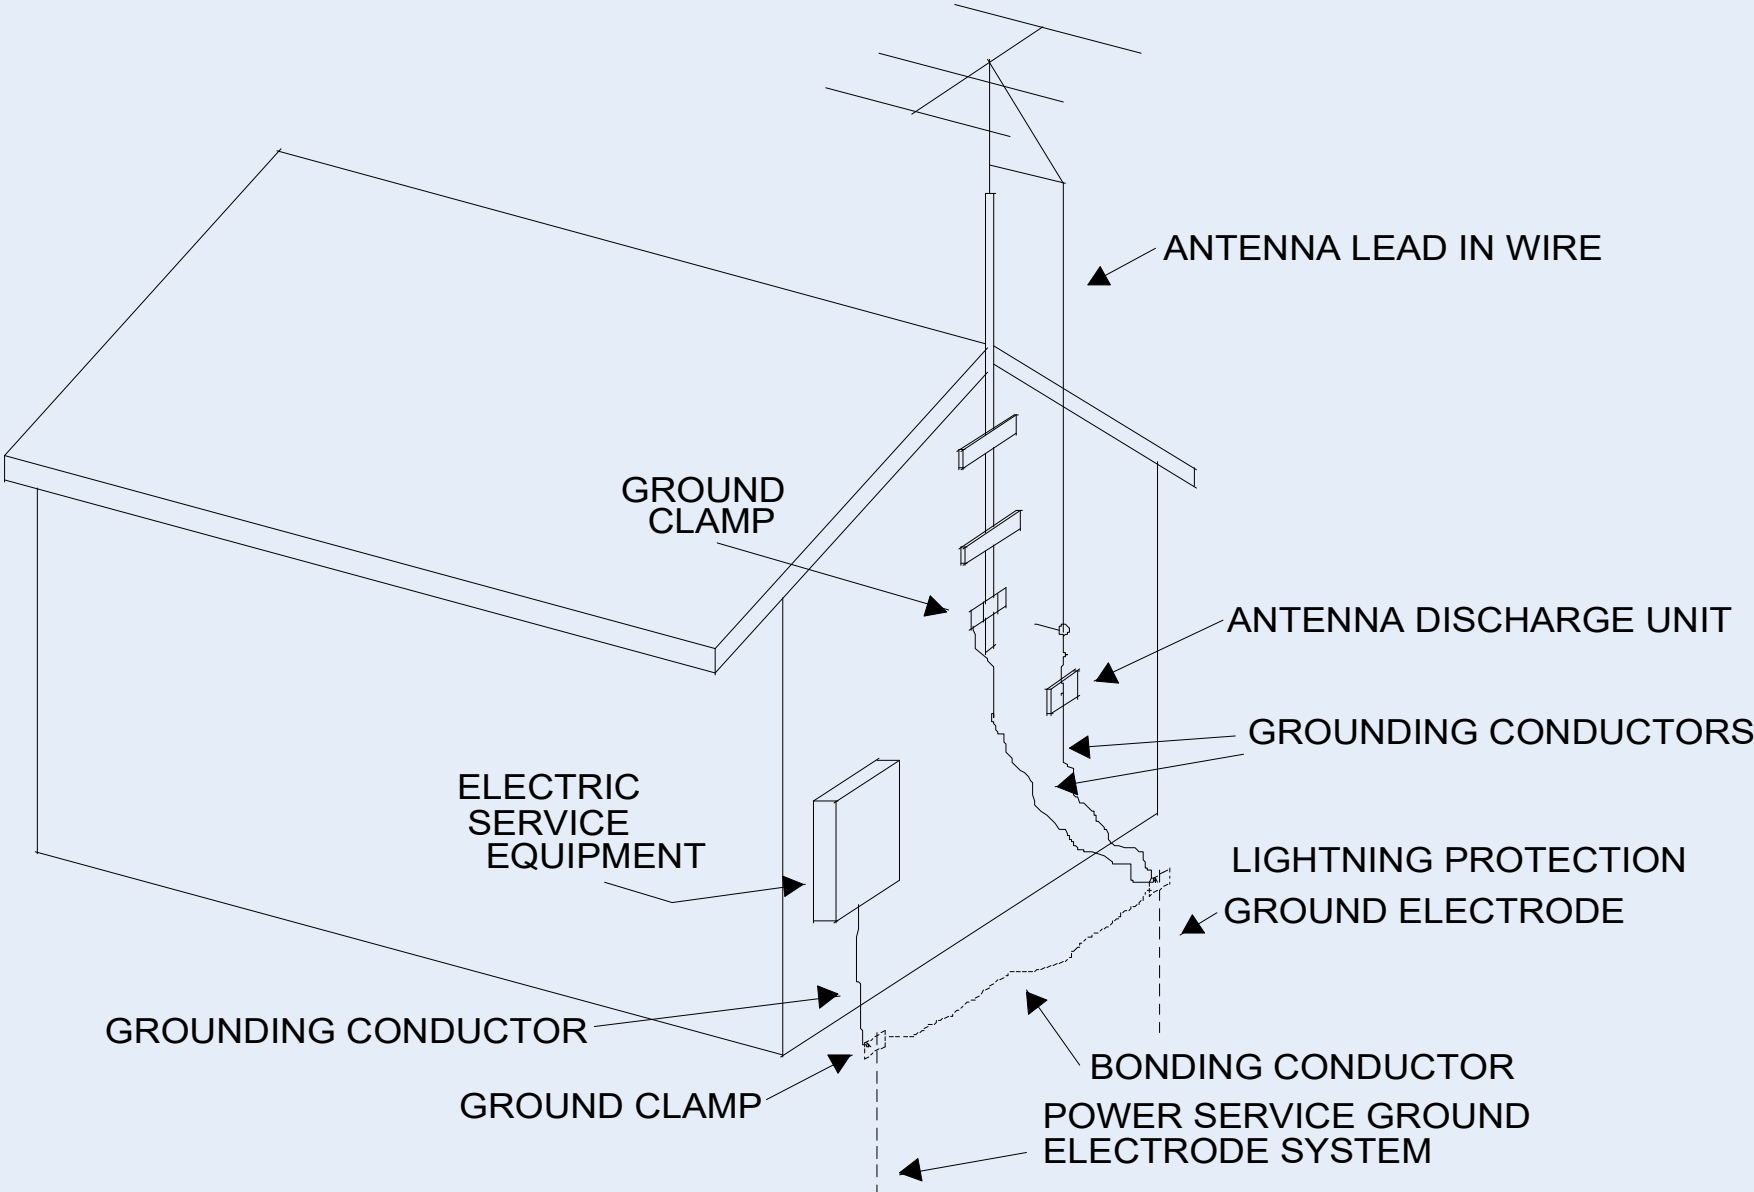 ANTENNA LEAD IN WIRE
GROUND
CLAMP
ANTENNA DISCHARGE UNIT
GROUNDING CONDUCTORS
ELECTRIC
SERVICE
EQUIPMENT
LIGHTNING PROTECTION
GROUND ELECTRODE
GROUNDING CONDUCTOR
BONDING CONDUCTOR
GROUND CLAMP
POWER SERVICE GROUND
ELECTRODE SYSTEM